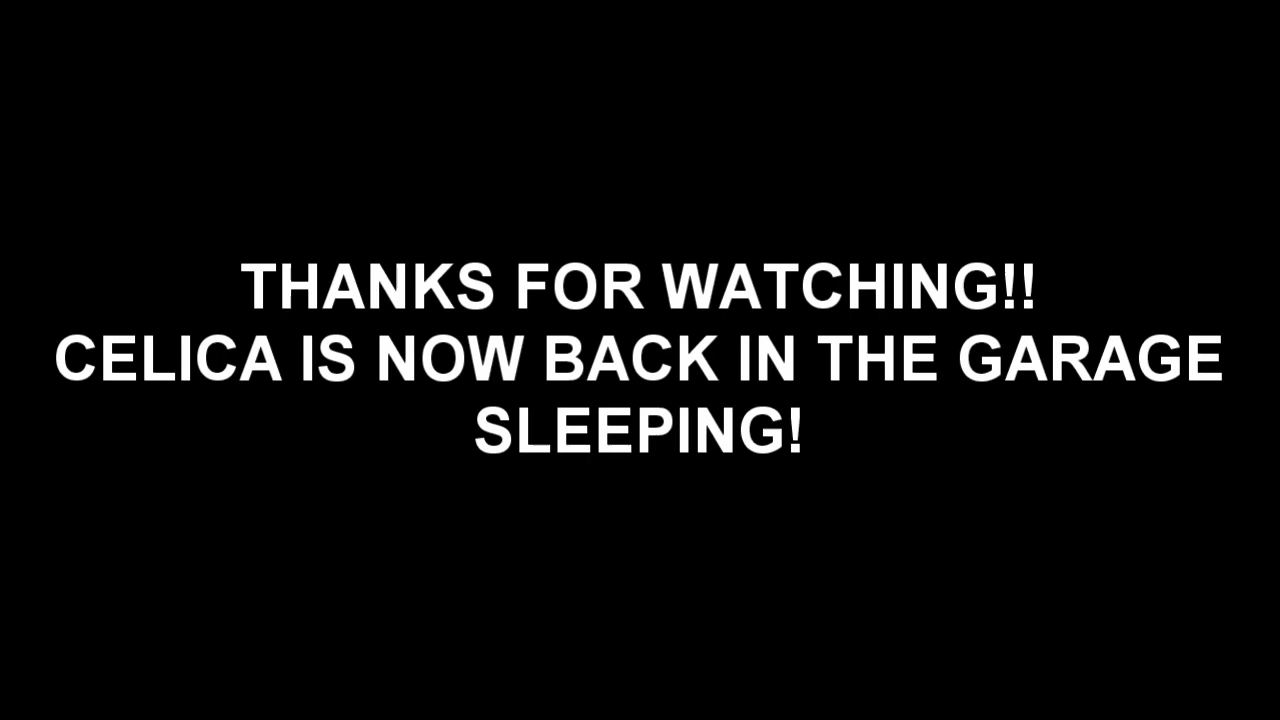 THANKS FOR WATCHING!!
CELICA IS NOW BACK IN THE GARAGE
SLEEPING!